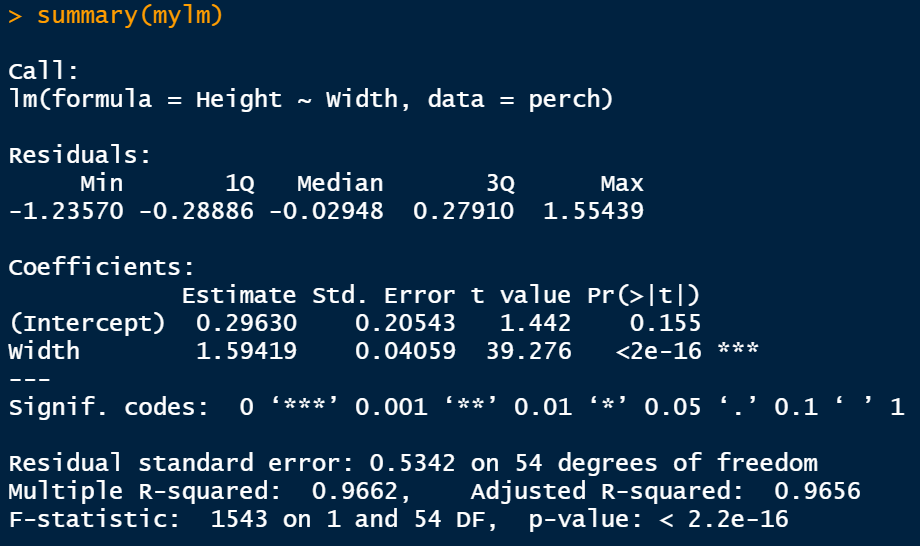 > summary(mylm)
Call:
lm(formula = Height ~ Width, data = perch)
Residuals:
     Min       1Q   Median       3Q      Max
-1.23570 -0.28886 -0.02948  0.27910  1.55439
Coefficients:
            Estimate Std. Error t value Pr(>|t|)
(Intercept)  0.29630    0.20543   1.442    0.155
Width        1.59419    0.04059  39.276   <2e-16 ***
---
Signif. codes:  0 ‘***’ 0.001 ‘**’ 0.01 ‘*’ 0.05 ‘.’ 0.1 ‘ ’ 1
Residual standard error: 0.5342 on 54 degrees of freedom
Multiple R-squared:  0.9662,    Adjusted R-squared:  0.9656
F-statistic:  1543 on 1 and 54 DF,  p-value: < 2.2e-16